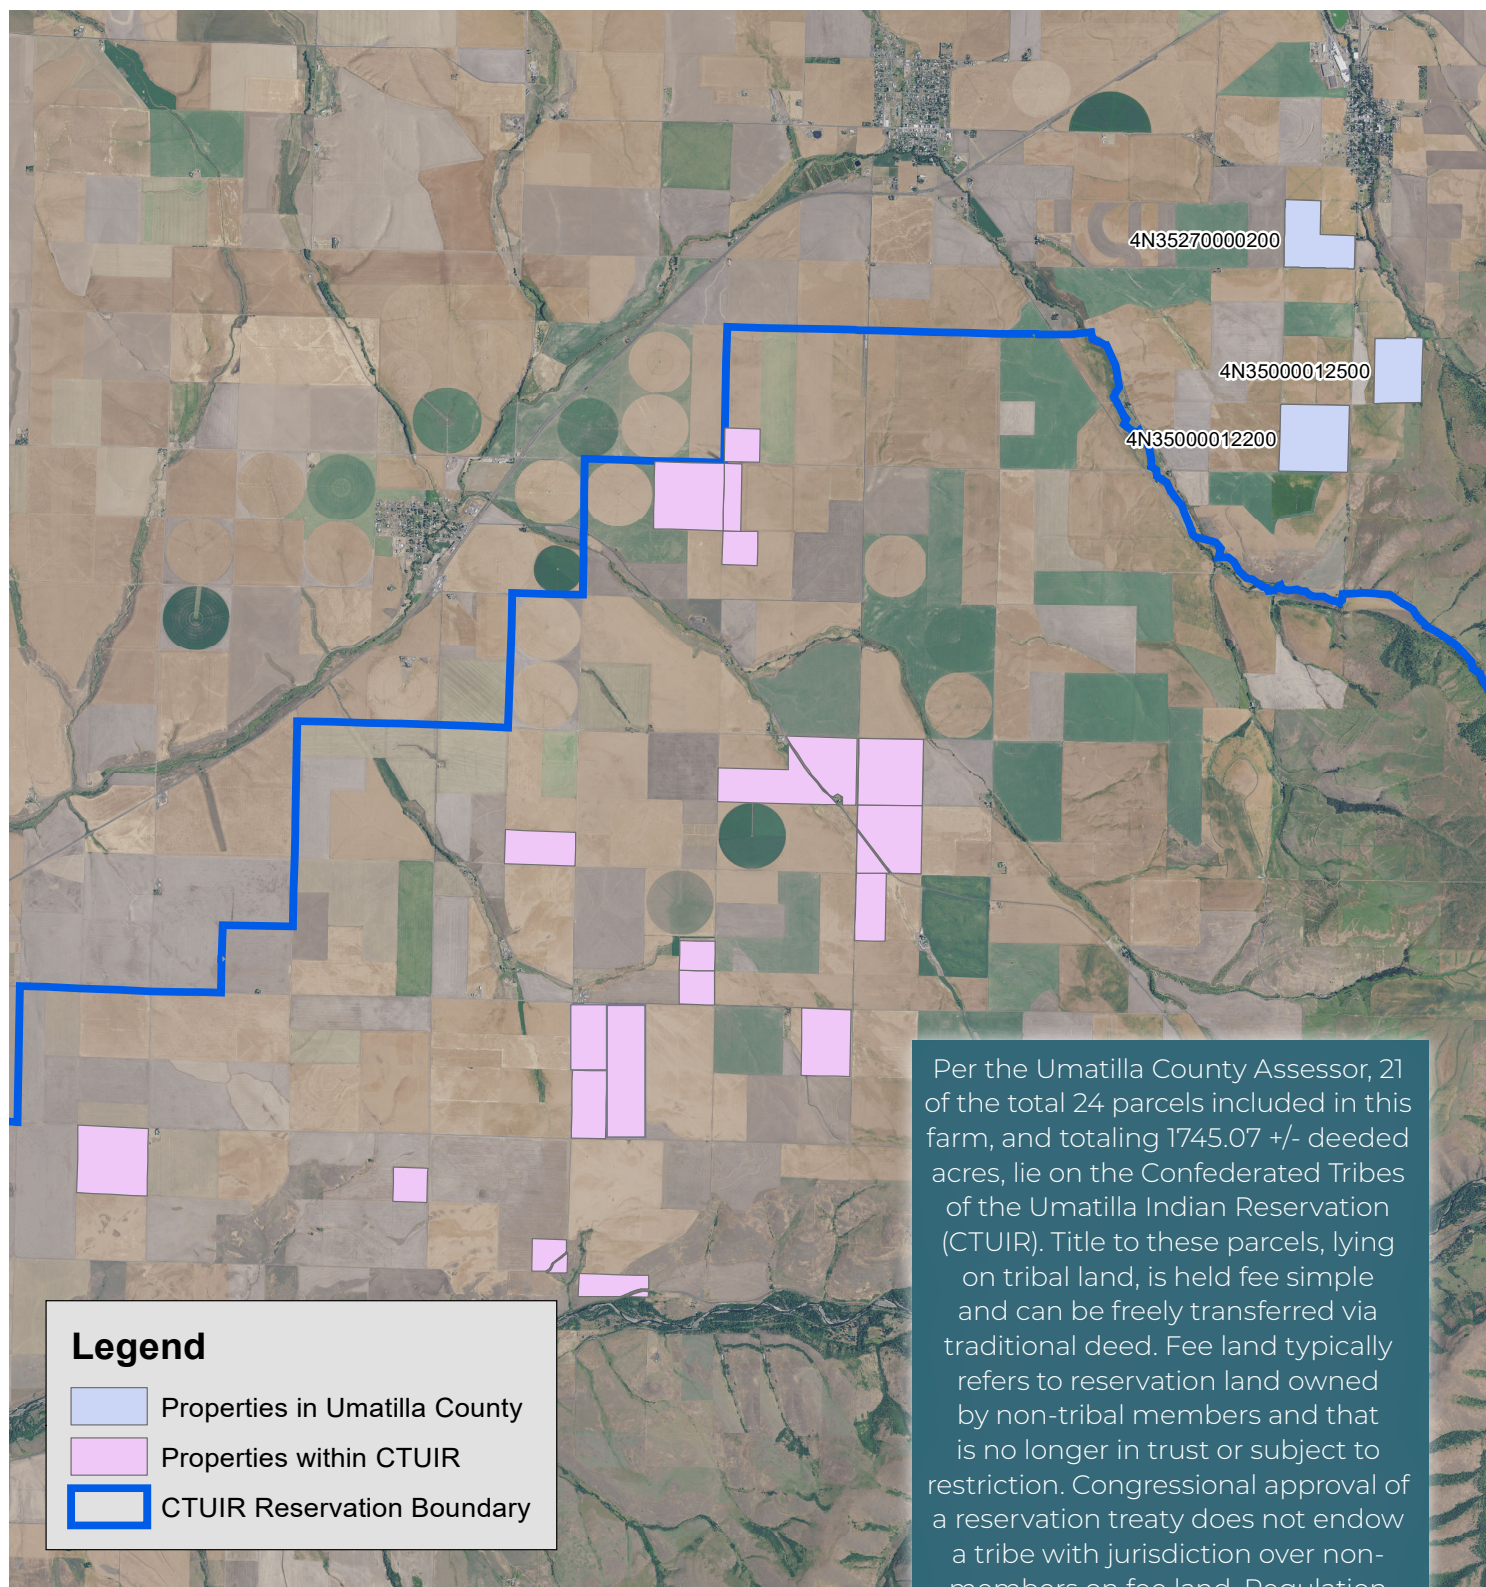 4N35270000200
4N35000012500
4N35000012200
Per the Umatilla County Assessor, 21
of the total 24 parcels included in this
farm, and totaling 1745.07 +/- deeded
acres, lie on the Confederated Tribes
of the Umatilla Indian Reservation
(CTUIR). Title to these parcels, lying
on tribal land, is held fee simple
and can be freely transferred via
traditional deed. Fee land typically
refers to reservation land owned
by non-tribal members and that
is no longer in trust or subject to
restriction. Congressional approval of
a reservation treaty does not endow
a tribe with jurisdiction over non-
members on fee land. Regulation
Legend
Properties in Umatilla County
Properties within CTUIR
CTUIR Reservation Boundary